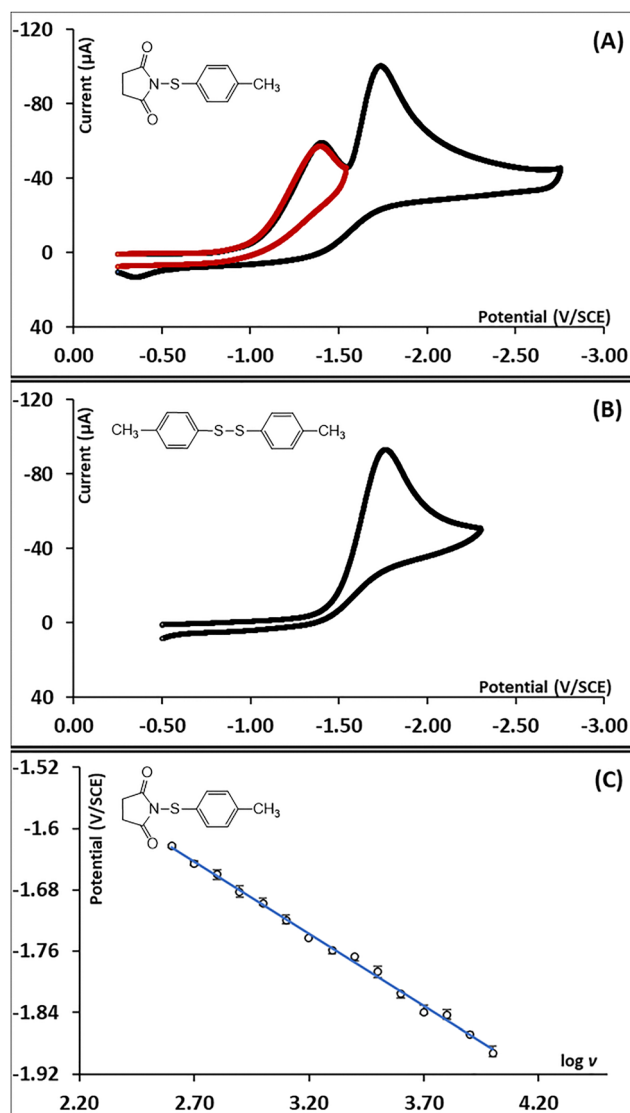 (A)
-120
-80
-40
0
40
Current (µA)
O
N S CH₃
O
Potential (V/SCE)
0.00 -0.50 -1.00 -1.50 -2.00 -2.50 -3.00
(B)
-120
-80
-40
0
40
Current (µA)
CH₃ S S CH₃
Potential (V/SCE)
0.00 -0.50 -1.00 -1.50 -2.00 -2.50 -3.00
(C)
-1.52
-1.6
-1.68
-1.76
-1.84
-1.92
Potential (V/SCE)
O
N S CH₃
O
log v
2.20 2.70 3.20 3.70 4.20